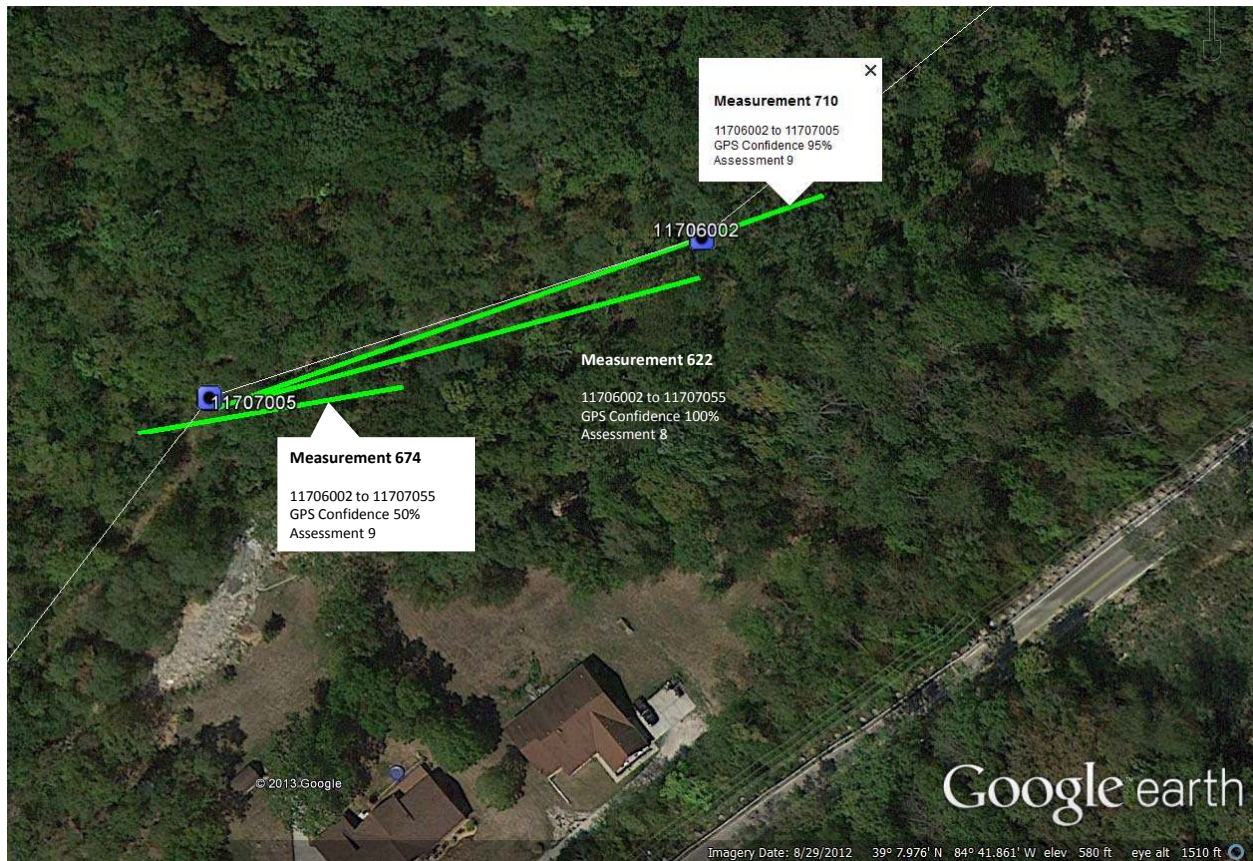 Measurement 710
11706002 to 11707005
GPS Confidence 95%
Assessment 9
11706002
Measurement 622
11706002 to 11707055
GPS Confidence 100%
Assessment 8
11707005
Measurement 674
11706002 to 11707055
GPS Confidence 50%
Assessment 9
© 2013 Google
Google earth
Imagery Date: 8/29/2012 39° 7.976' N 84° 41.861' W elev 580 ft eye alt 1510 ft